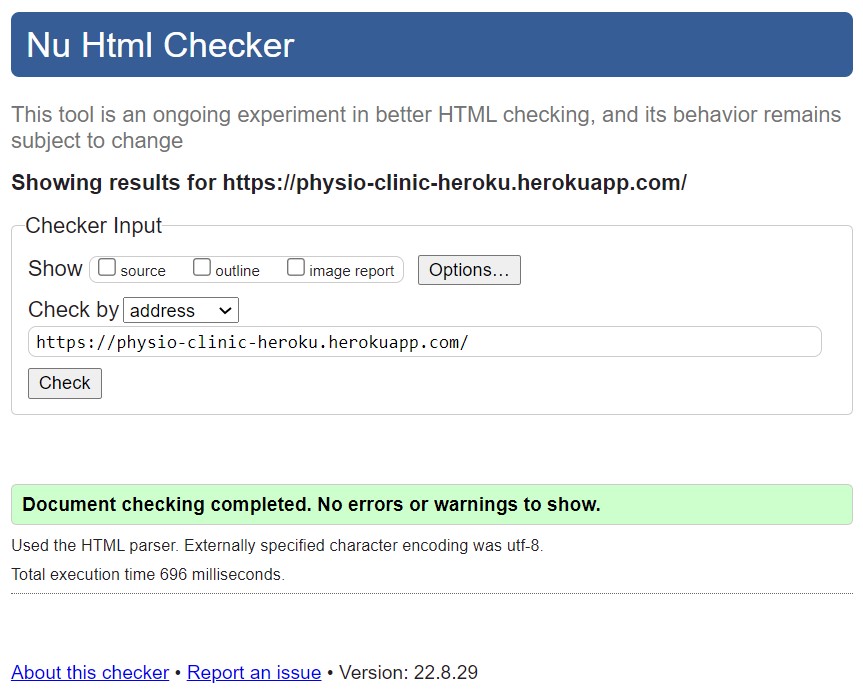 Nu Html Checker
This tool is an ongoing experiment in better HTML checking, and its behavior remains
subject to change
Showing results for https://physio-clinic-heroku.herokuapp.com/
Checker Input
Show source outline image report Options…
Check by address
https://physio-clinic-heroku.herokuapp.com/
Check
Document checking completed. No errors or warnings to show.
Used the HTML parser. Externally specified character encoding was utf-8.
Total execution time 696 milliseconds.
About this checker • Report an issue • Version: 22.8.29